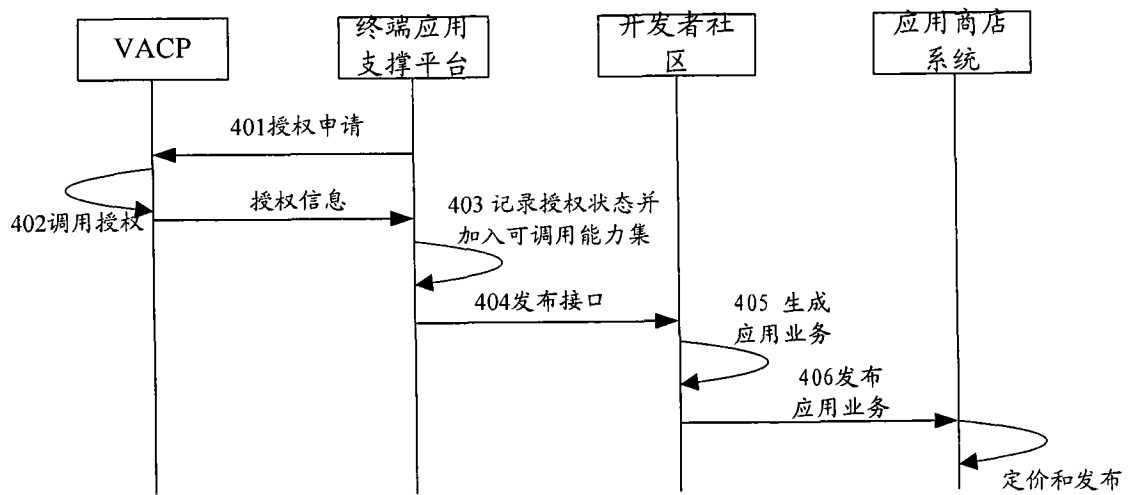 VACP
终端应用
支撑平台
开发者社
区
应用商店
系统
401授权申请
402调用授权
授权信息
403 记录授权状态并
加入可调用能力集
404发布接口
405 生成
应用业务
406发布
应用业务
定价和发布